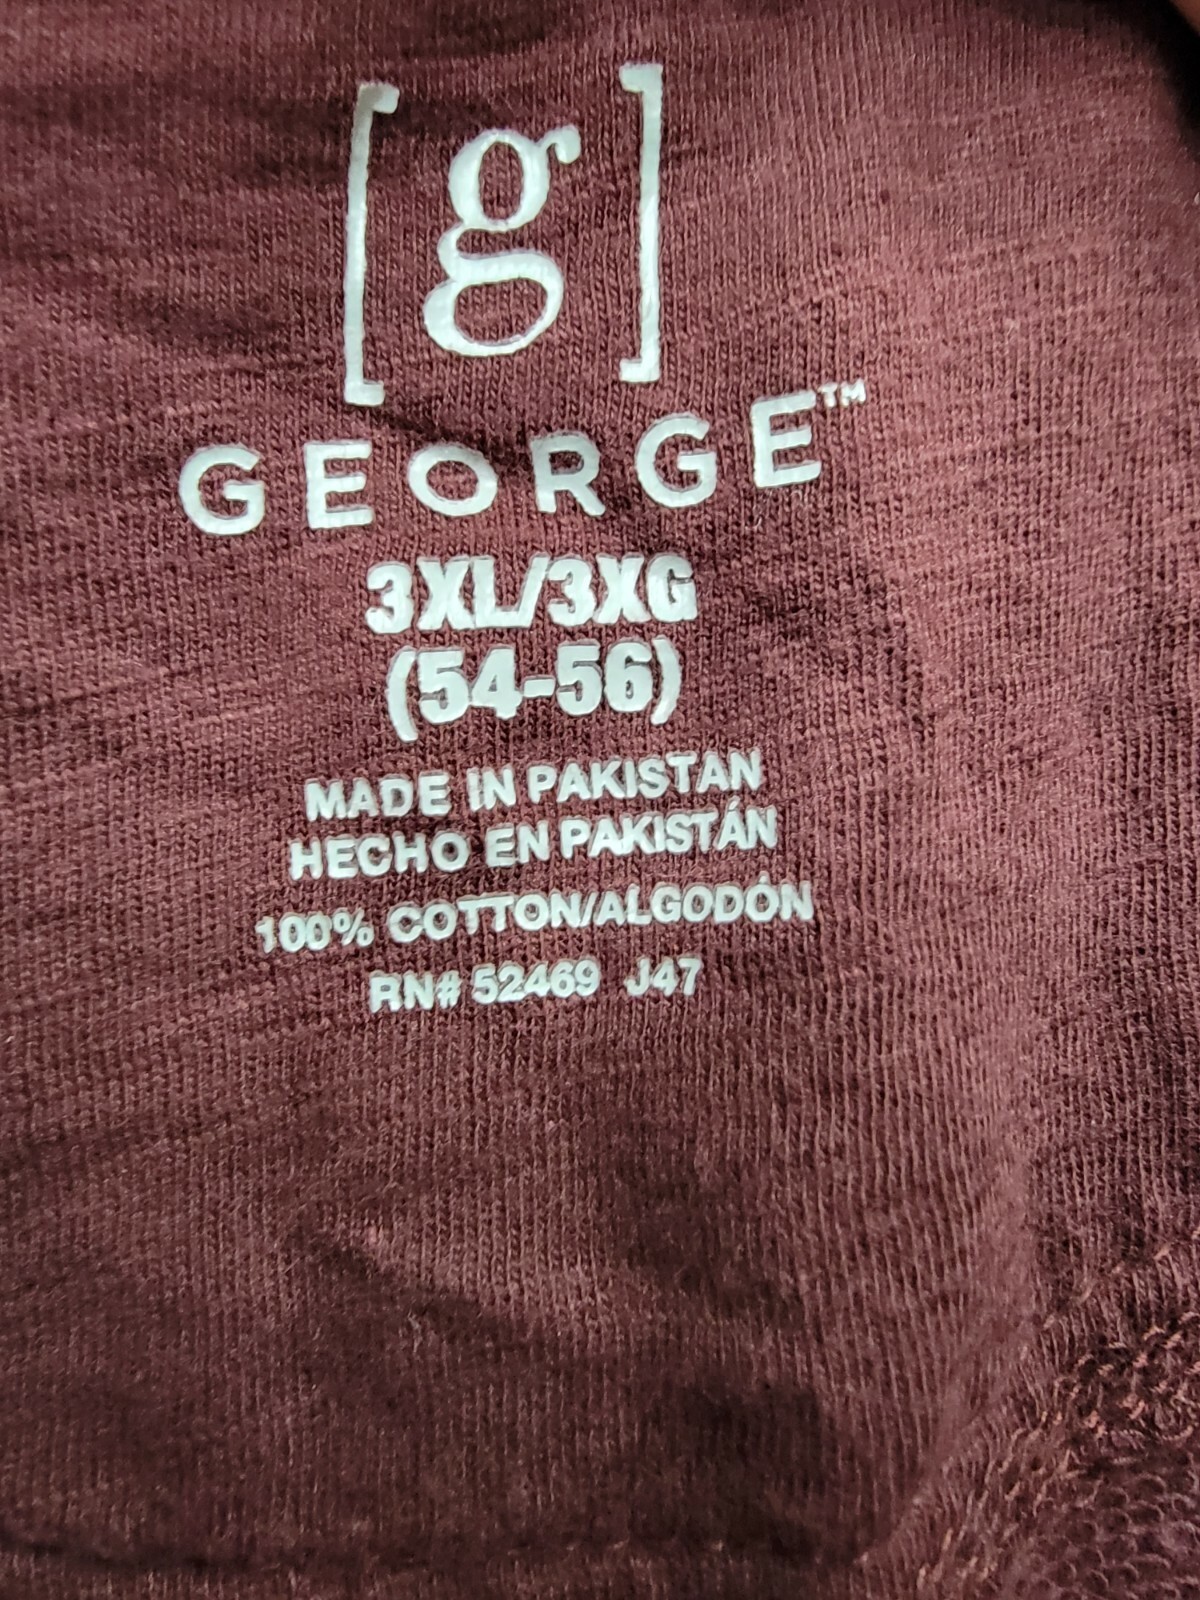 [g]
GEORGE™
3XL/3XG
(54-56)
MADE IN PAKISTAN
HECHO EN PAKISTÁN
100% COTTON/ALGODÓN
RN# 52469 J47